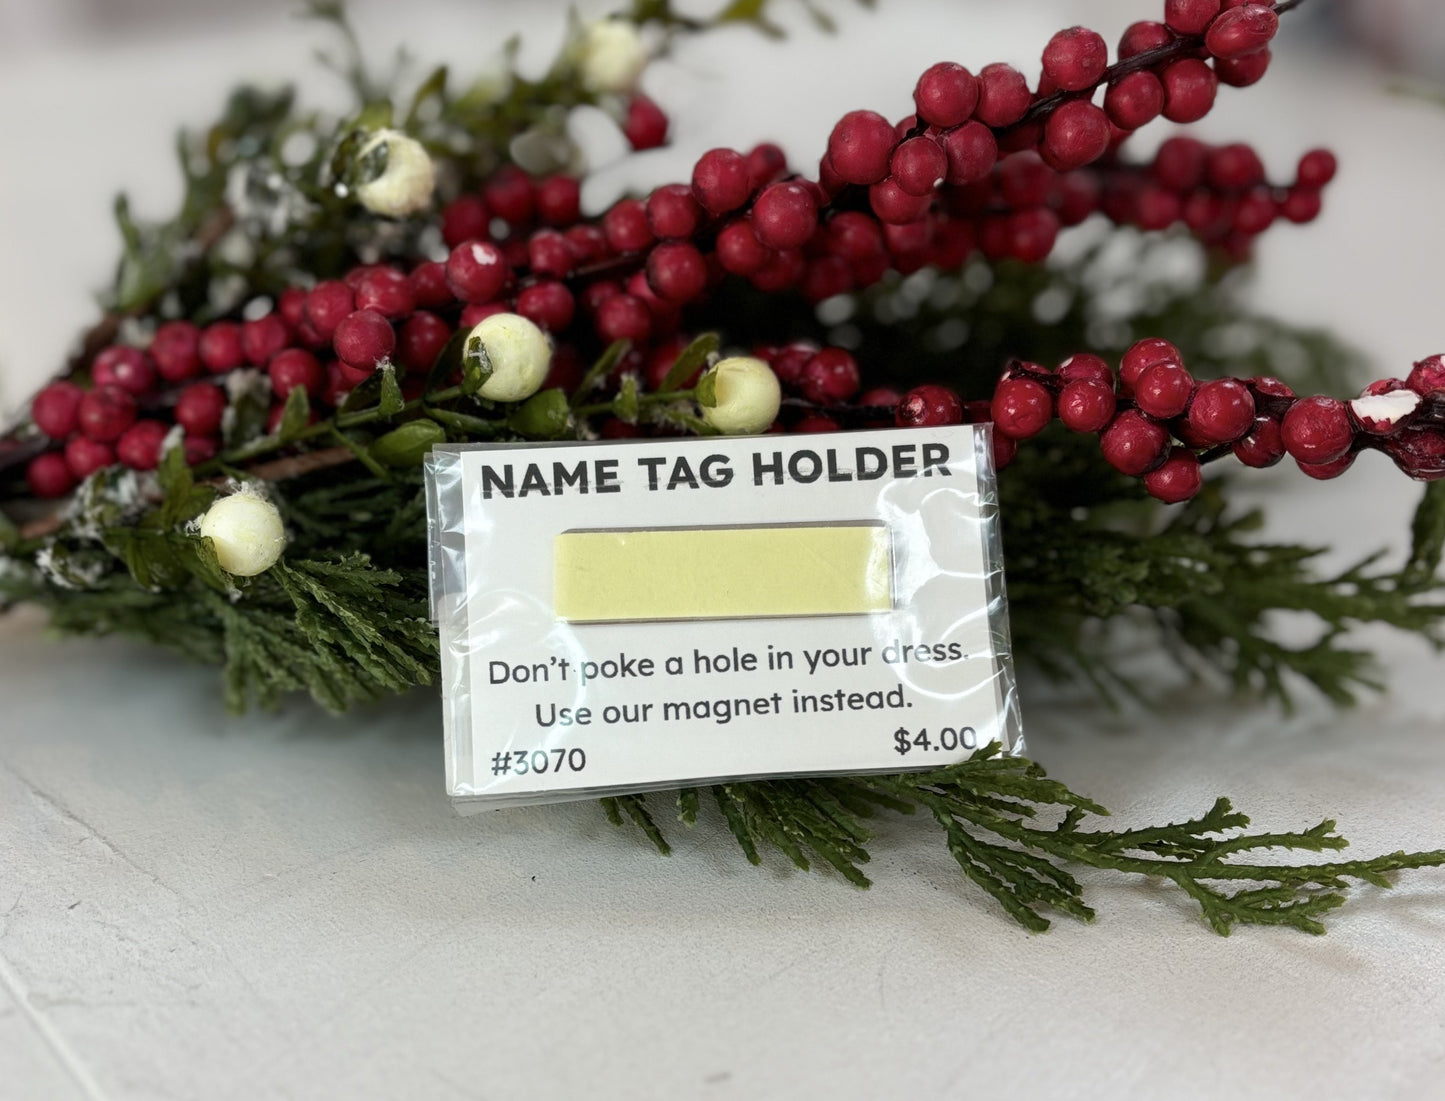 NAME TAG HOLDER
Don't poke a hole in your dress.
Use our magnet instead.
$4.00
#3070